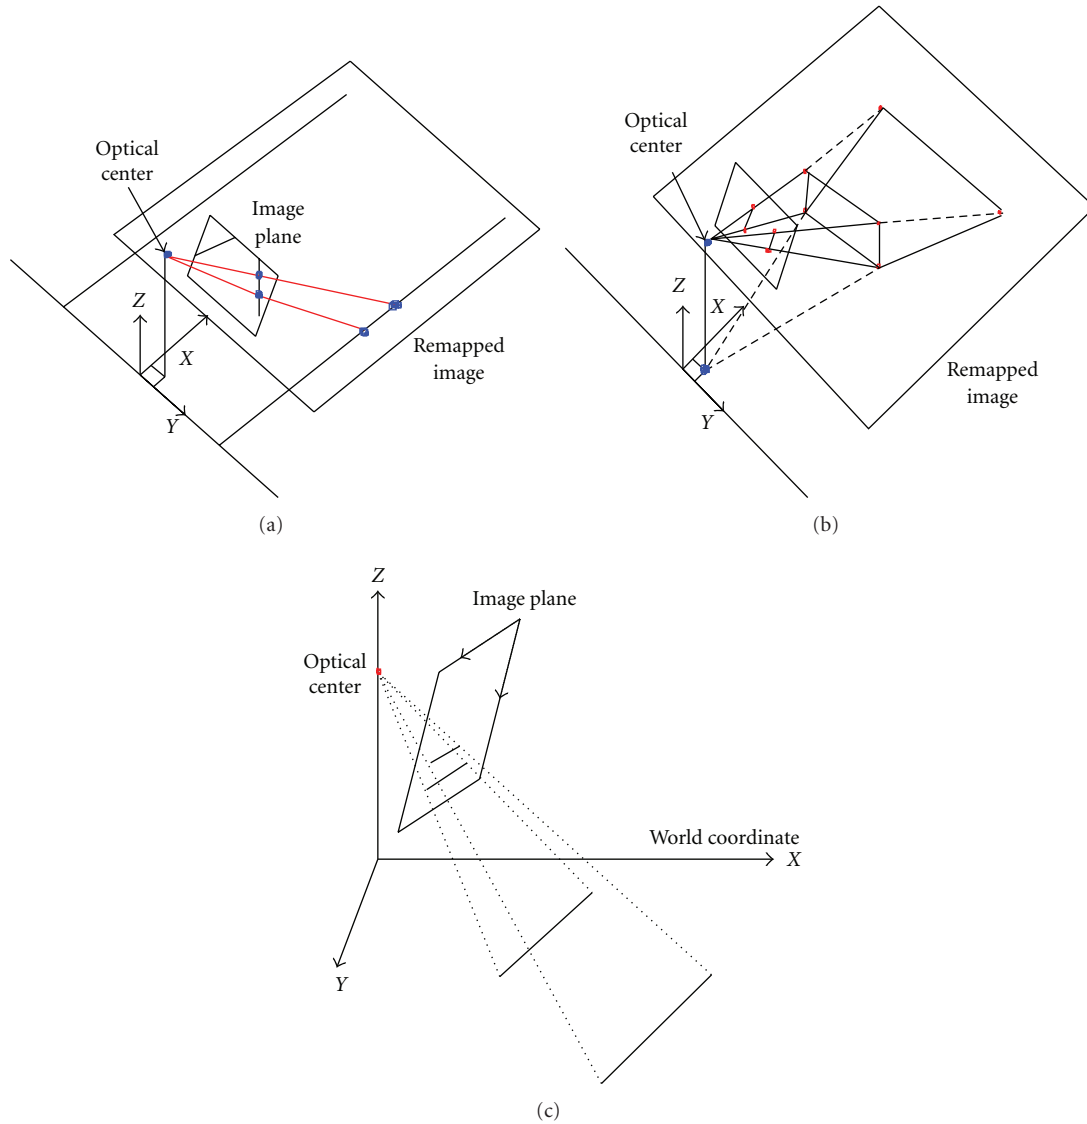 Optical
center
Image
plane
Z
X
Y
Remapped
image
(a)
Optical
center
Z
X
Y
Remapped
image
(b)
Z
Image plane
Optical
center
World coordinate
X
Y
(c)